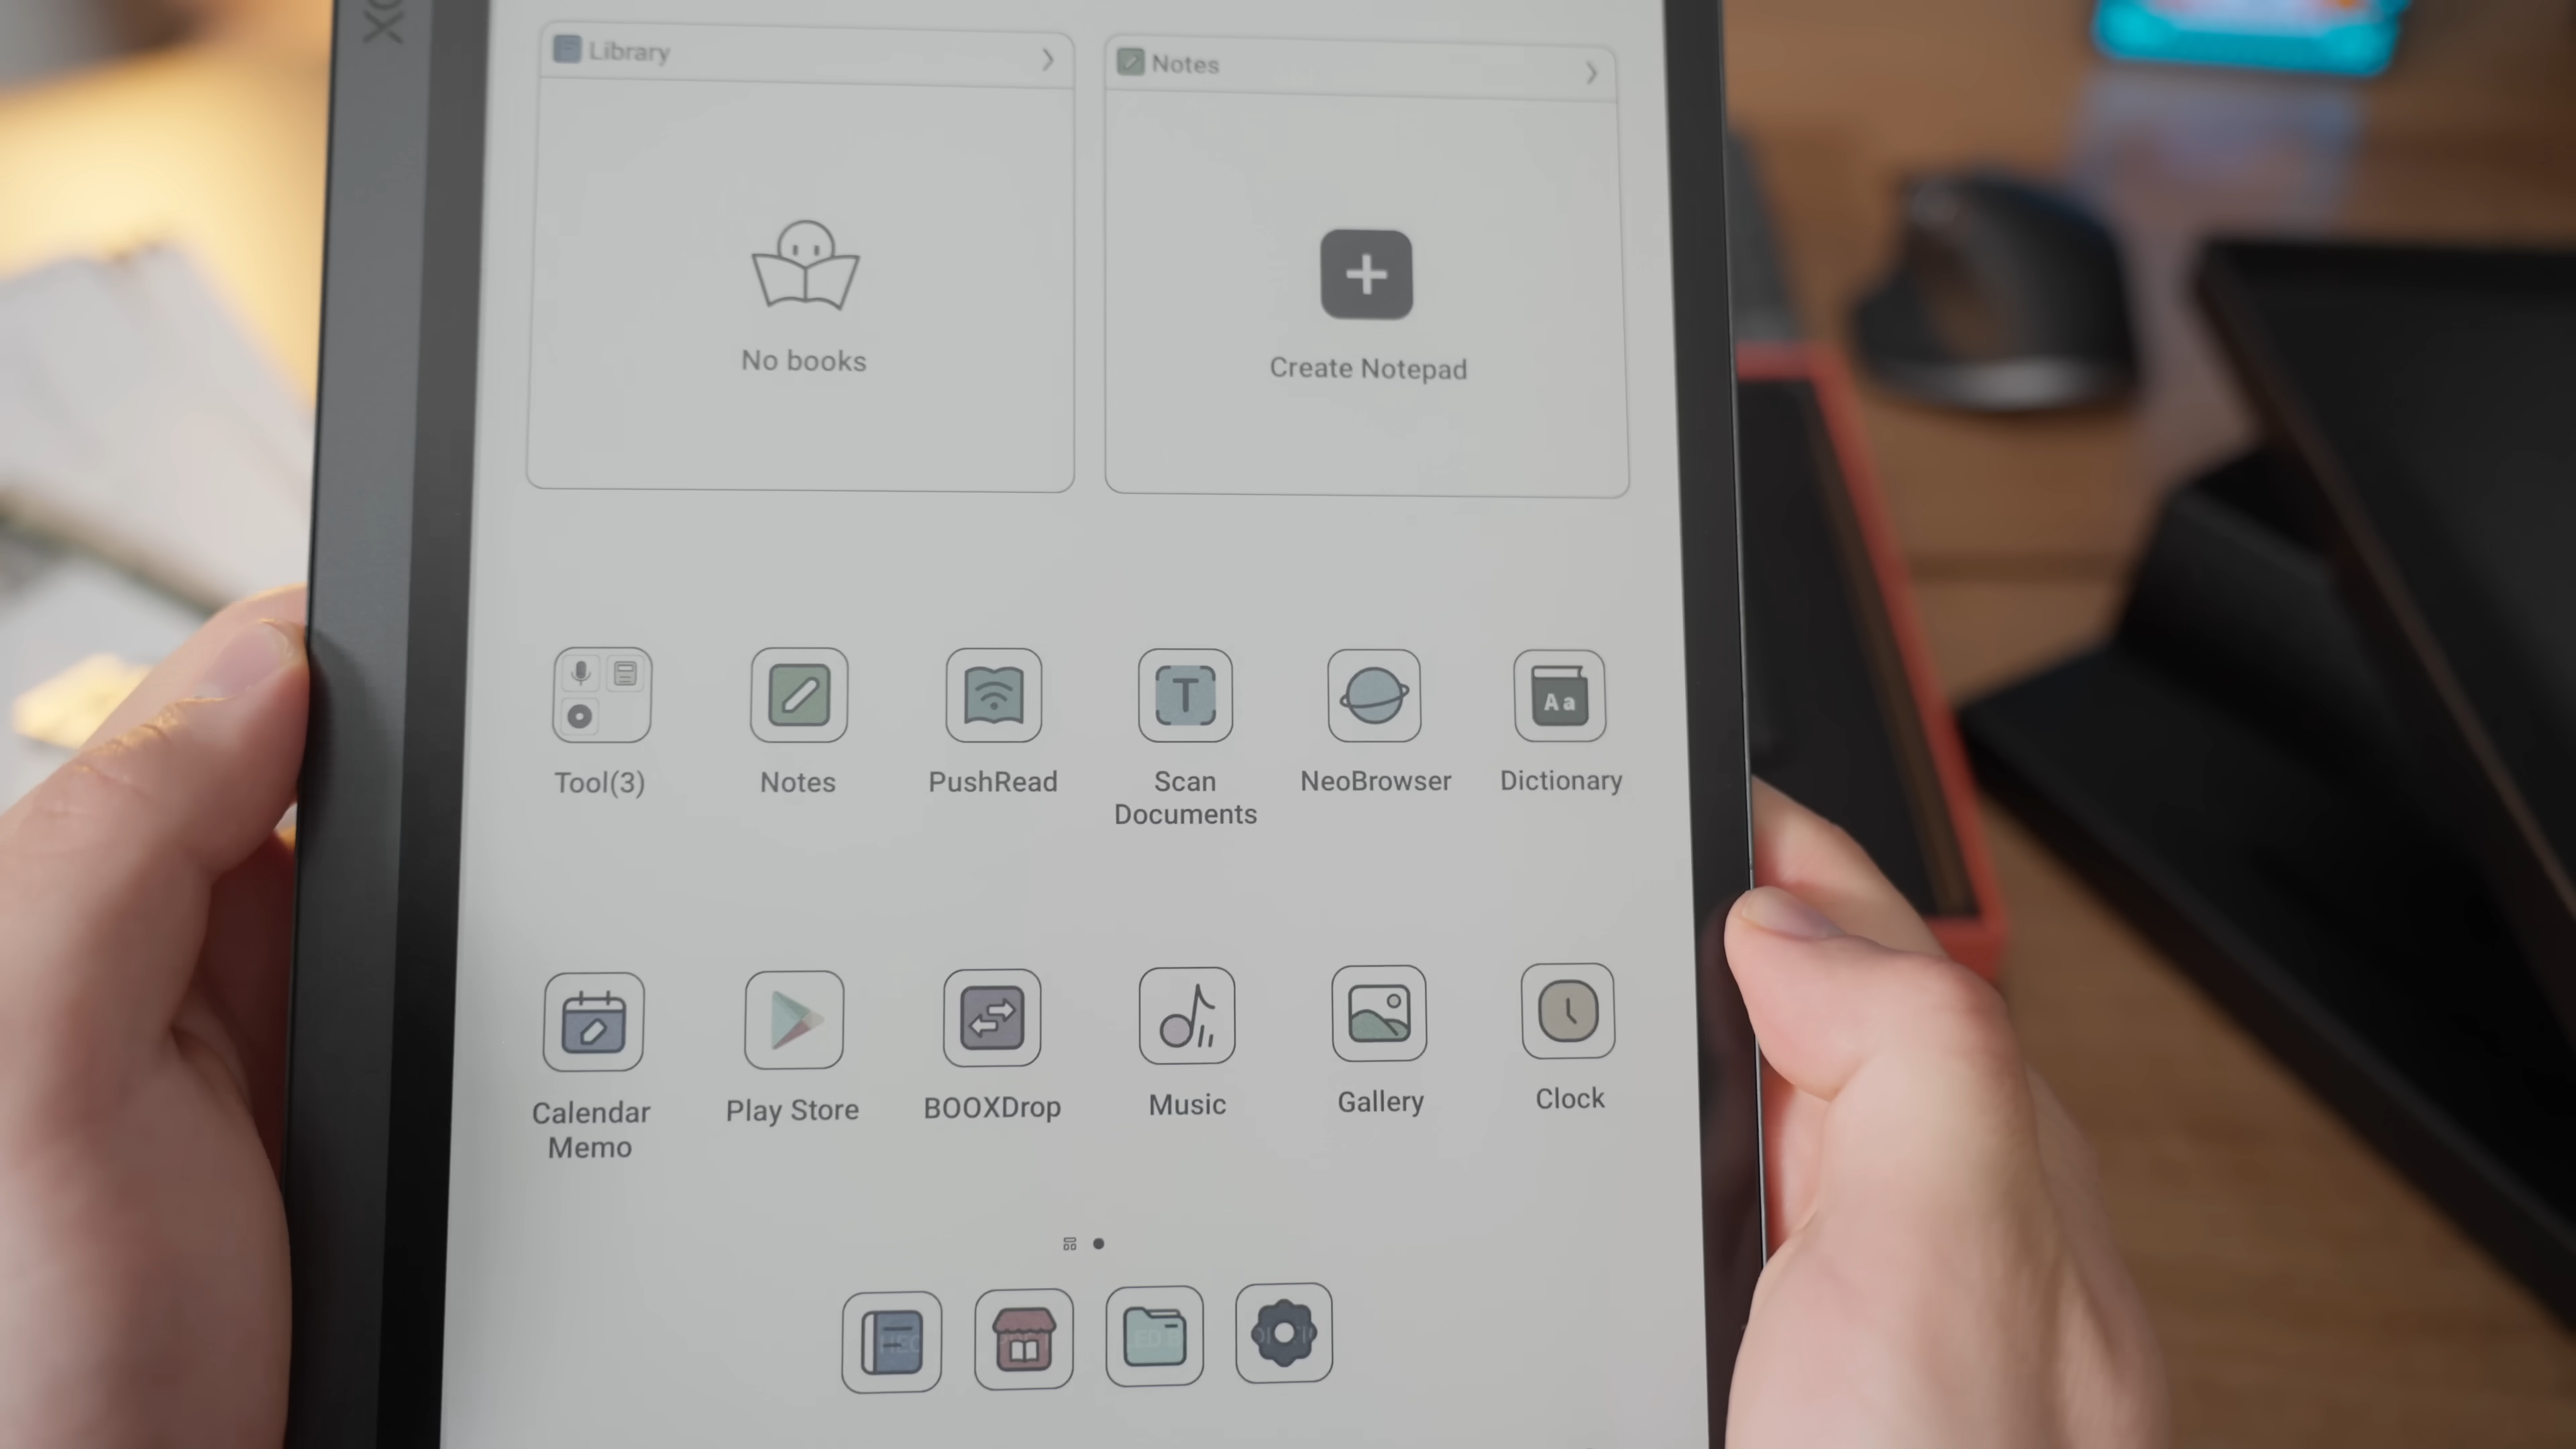 Library
Notes
No books
Create Notepad
T
Aa
Tool(3)
Notes
PushRead
Scan
Documents
NeoBrowser
Dictionary
Calendar
Memo
Play Store
BOOXDrop
Music
Gallery
Clock